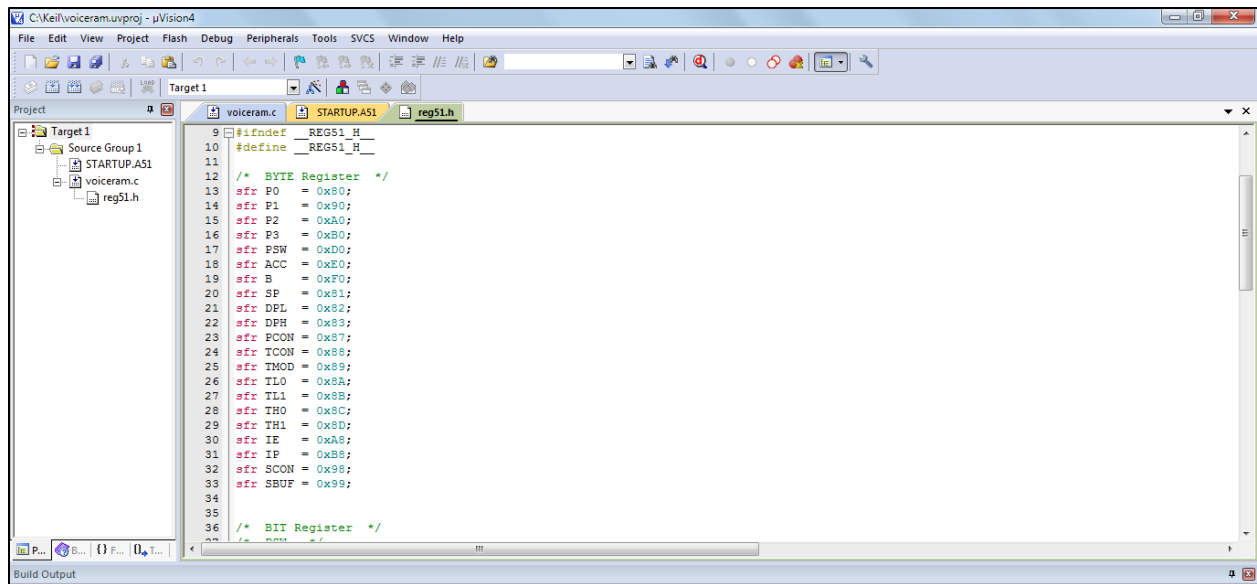 C:\Keil\voiceram.uvproj - µVision4
File Edit View Project Flash Debug Peripherals Tools SVCS Window Help
LOAD Target 1
Project
voiceram.c STARTUP.A51 reg51.h
Target 1
Source Group 1
STARTUP.A51
voiceram.c
reg51.h
9 #ifndef __REG51_H__
10 #define __REG51_H__
11
12 /*  BYTE Register  */
13 sfr P0   = 0x80;
14 sfr P1   = 0x90;
15 sfr P2   = 0xA0;
16 sfr P3   = 0xB0;
17 sfr PSW  = 0xD0;
18 sfr ACC  = 0xE0;
19 sfr B    = 0xF0;
20 sfr SP   = 0x81;
21 sfr DPL  = 0x82;
22 sfr DPH  = 0x83;
23 sfr PCON = 0x87;
24 sfr TCON = 0x88;
25 sfr TMOD = 0x89;
26 sfr TL0  = 0x8A;
27 sfr TL1  = 0x8B;
28 sfr TH0  = 0x8C;
29 sfr TH1  = 0x8D;
30 sfr IE   = 0xA8;
31 sfr IP   = 0xB8;
32 sfr SCON = 0x98;
33 sfr SBUF = 0x99;
34
35
36 /*  BIT Register  */
P... B... {} F... 0 T...
Build Output